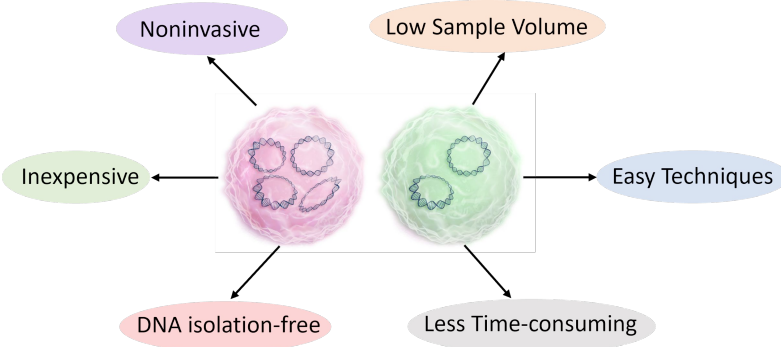 Noninvasive
Low Sample Volume
Inexpensive
Easy Techniques
DNA isolation-free
Less Time-consuming